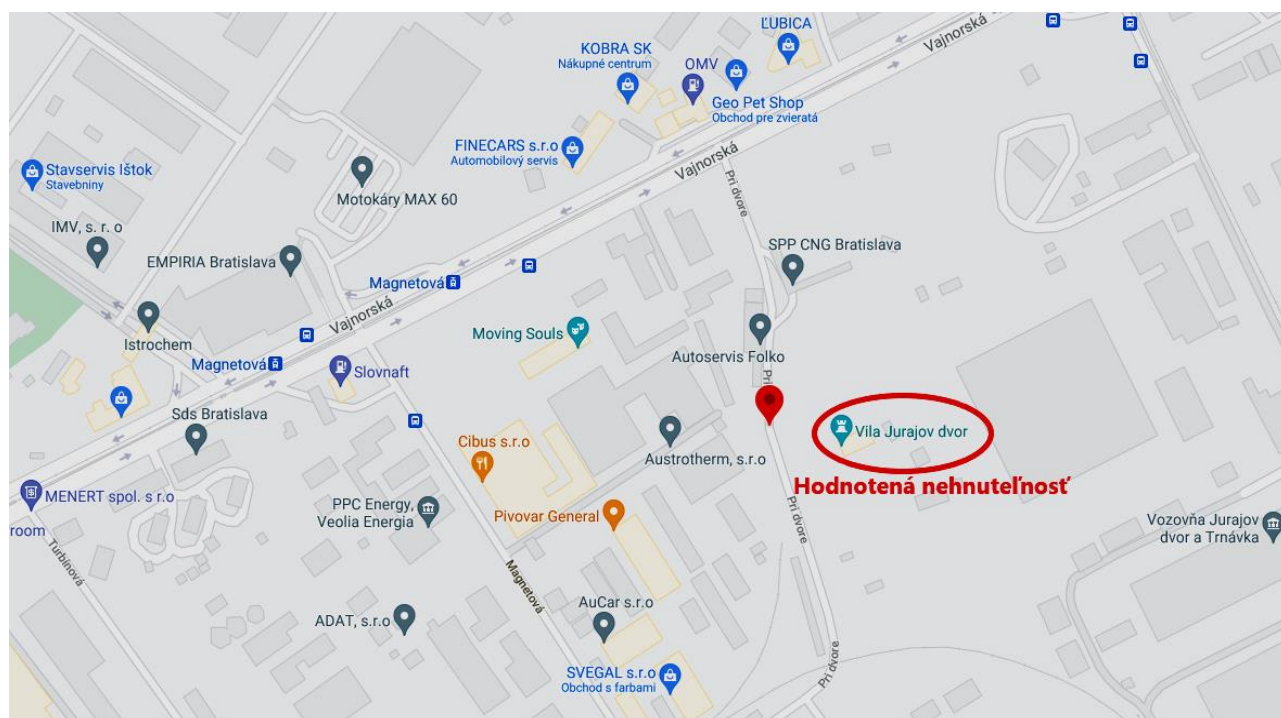 ĽUBICA
Vajnorská
KOBRA SK
Nákupné centrum
OMV
Geo Pet Shop
Obchod pre zvieratá
FINECARS s.r.o
Automobilový servis
Vajnorská
Stavservis Ištok
Stavebniny
Motokáry MAX 60
Pri dvore
IMV, s. r. o
EMPIRIA Bratislava
SPP CNG Bratislava
Magnetová
Vajnorská
Moving Souls
Istrochem
Autoservis Folko
Magnetová
Slovnaft
Pri
Sds Bratislava
Vila Jurajov dvor
Cibus s.r.o
Austrotherm, s.r.o
Hodnotená nehnuteľnosť
MENERT spol. s r.o
room
PPC Energy,
Veolia Energia
Pivovar General
Pri dvore
Vozovňa Jurajov
dvor a Trnávka
Turbínová
Magnetová
AuCar s.r.o
ADAT, s.r.o
SVEGAL s.r.o
Obchod s farbami
Pri dvore